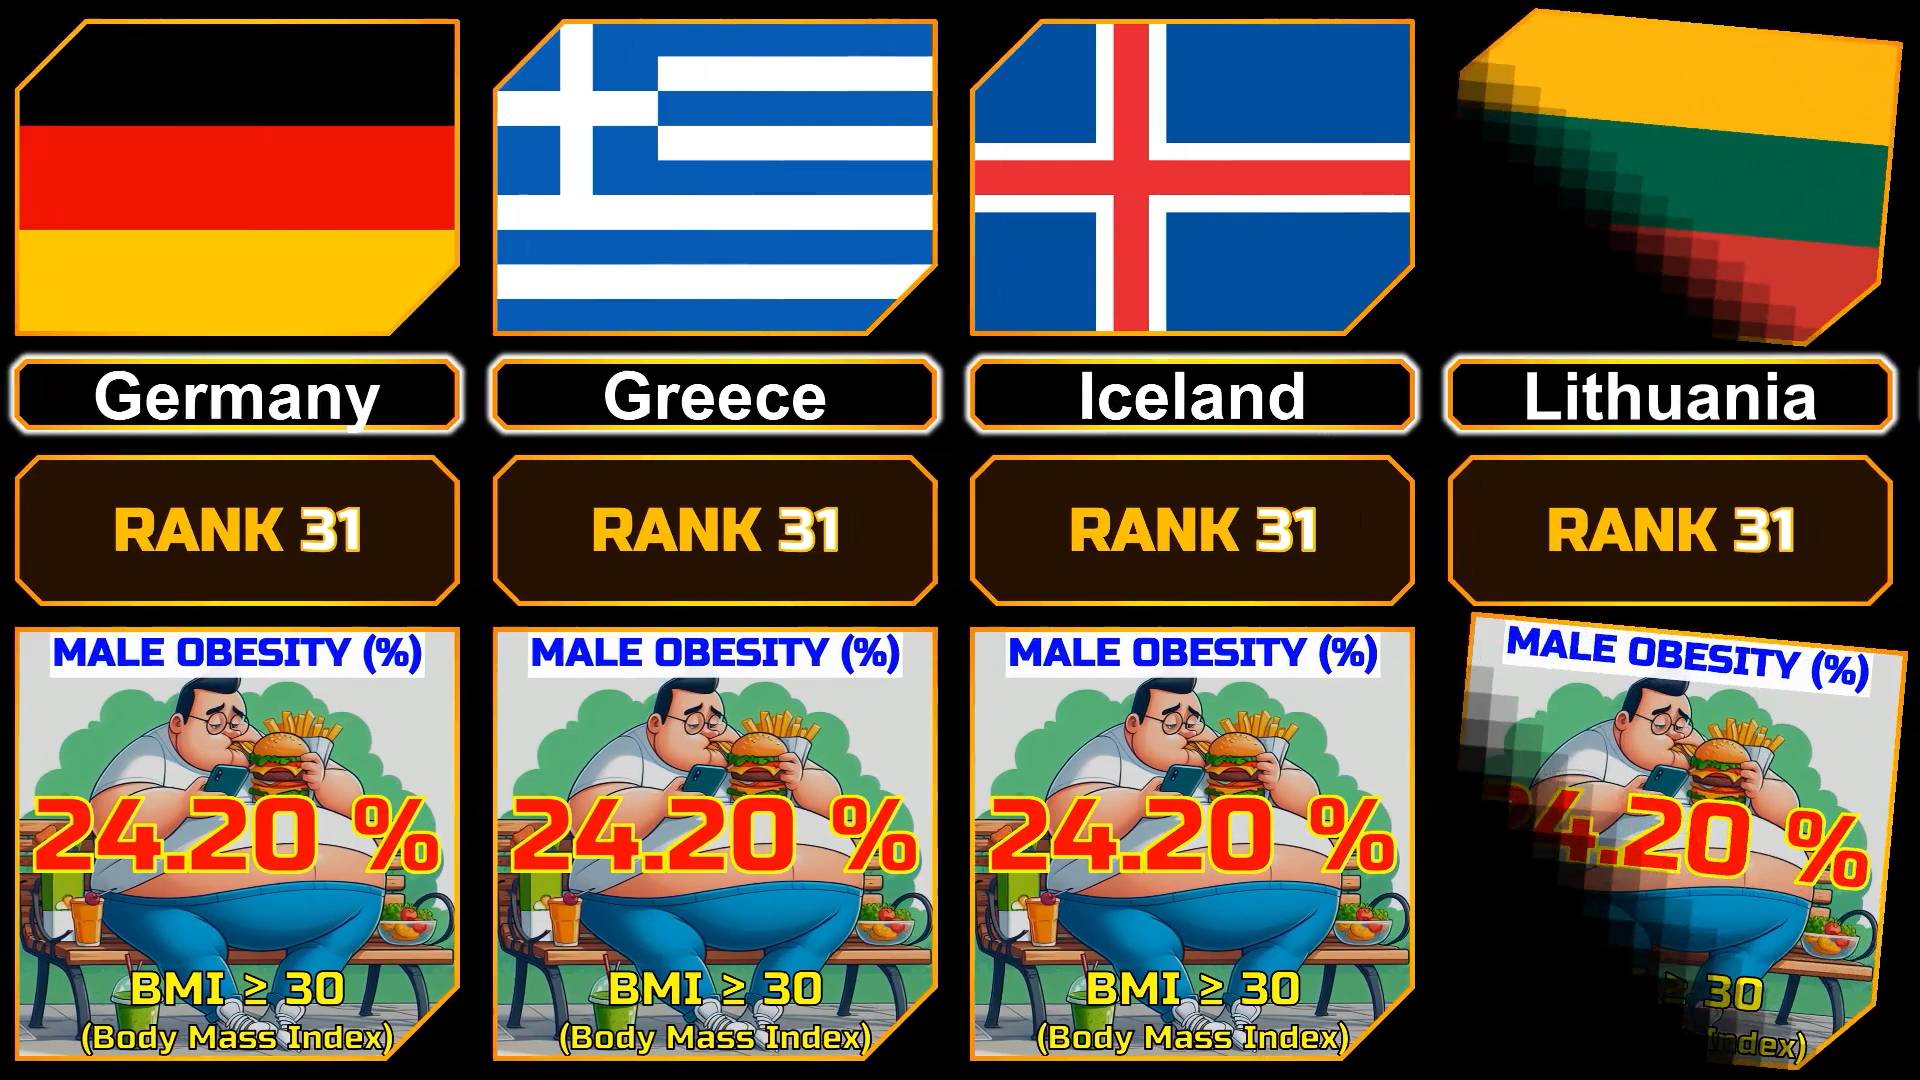 Germany
RANK 31
MALE OBESITY (%)
24.20 %
BMI ≥ 30
(Body Mass Index)
Greece
RANK 31
MALE OBESITY (%)
24.20 %
BMI ≥ 30
(Body Mass Index)
Iceland
RANK 31
MALE OBESITY (%)
24.20 %
BMI ≥ 30
(Body Mass Index)
Lithuania
RANK 31
MALE OBESITY (%)
24.20 %
≥ 30
Index)